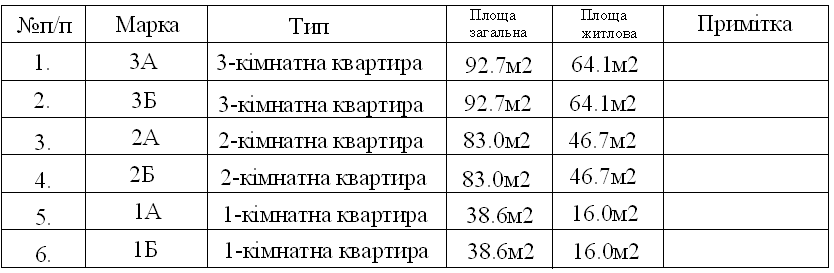 №п/п Марка Тип Площа загальна Площа житлова Примітка
1. 3А 3-кімнатна квартира 92.7м2 64.1м2
2. 3Б 3-кімнатна квартира 92.7м2 64.1м2
3. 2А 2-кімнатна квартира 83.0м2 46.7м2
4. 2Б 2-кімнатна квартира 83.0м2 46.7м2
5. 1А 1-кімнатна квартира 38.6м2 16.0м2
6. 1Б 1-кімнатна квартира 38.6м2 16.0м2